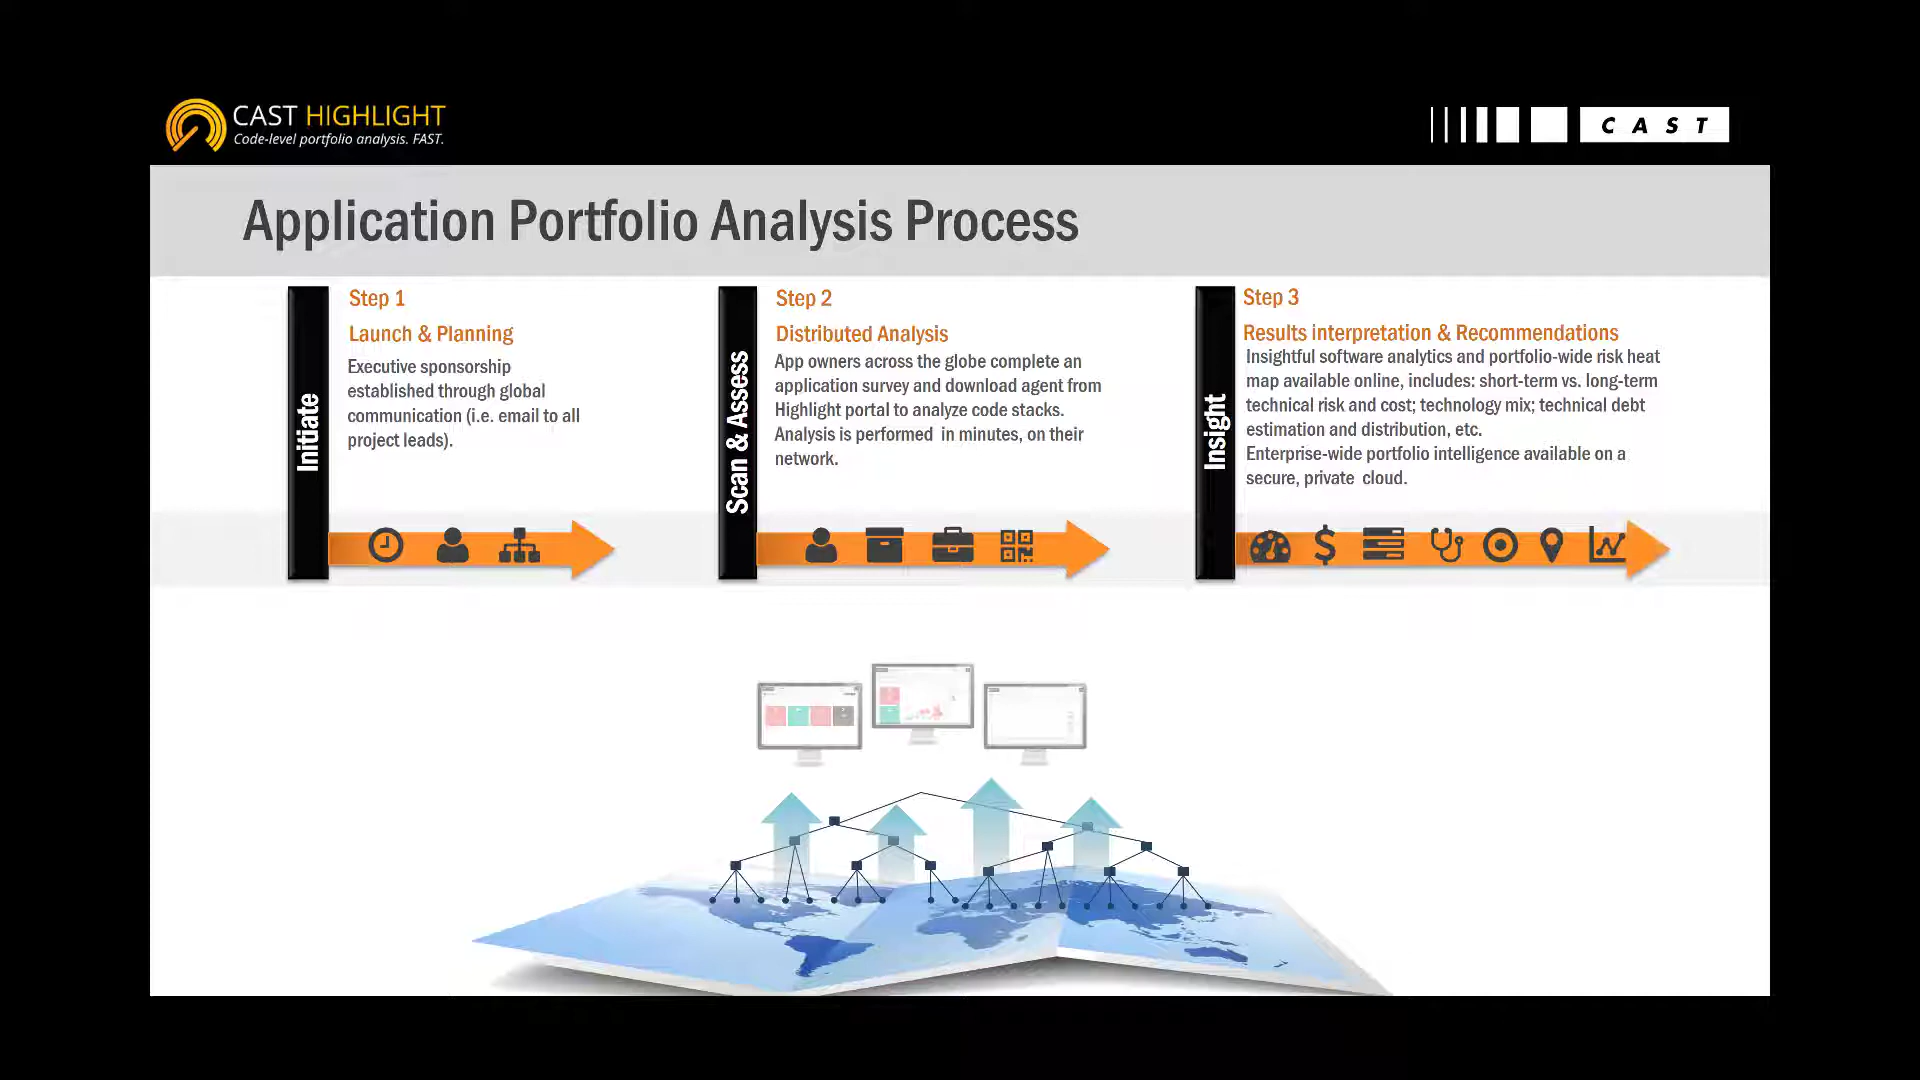 CAST HIGHLIGHT
Code-level portfolio analysis. FAST.
CAST
Application Portfolio Analysis Process
Initiate
Step 1
Launch & Planning
Executive sponsorship
established through global
communication (i.e. email to all
project leads).
Scan & Assess
Step 2
Distributed Analysis
App owners across the globe complete an
application survey and download agent from
Highlight portal to analyze code stacks.
Analysis is performed in minutes, on their
network.
Insight
Step 3
Results interpretation & Recommendations
Insightful software analytics and portfolio-wide risk heat
map available online, includes: short-term vs. long-term
technical risk and cost; technology mix; technical debt
estimation and distribution, etc.
Enterprise-wide portfolio intelligence available on a
secure, private cloud.